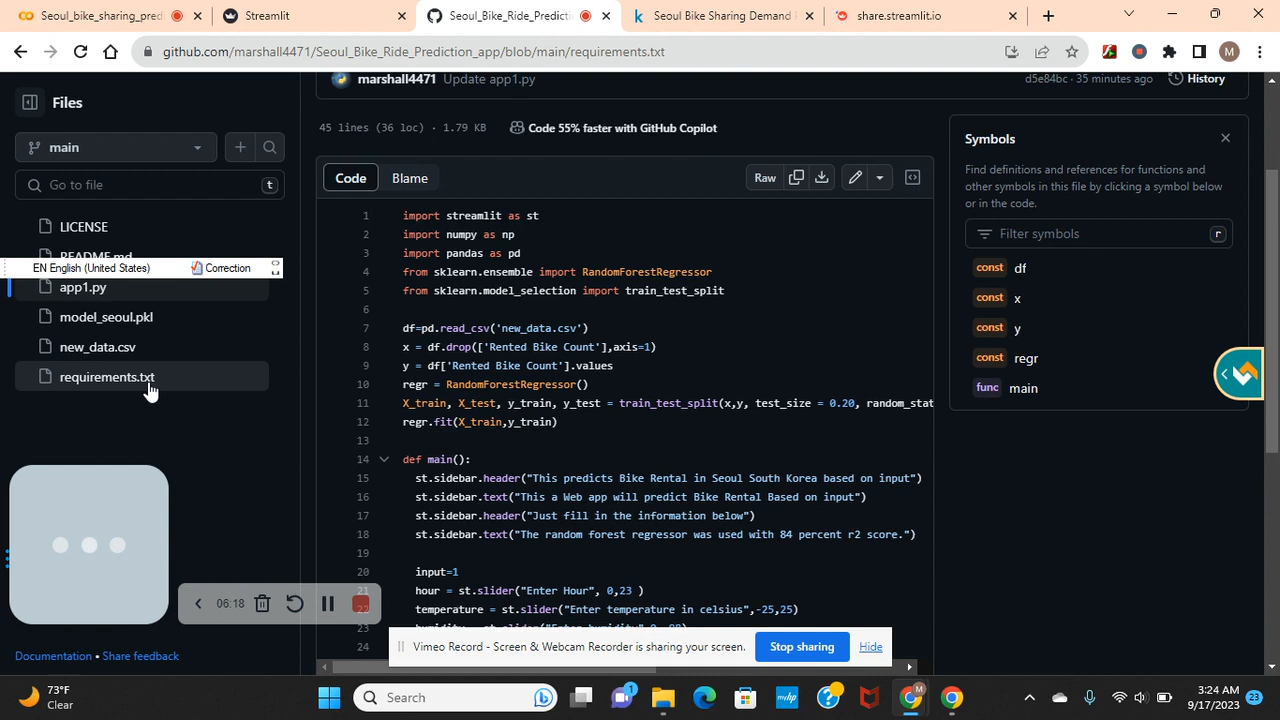 Seoul_bike_sharing_pred
Streamlit
Seoul_Bike_Ride_Predicti
Seoul Bike Sharing Demand
share.streamlit.io
github.com/marshall4471/Seoul_Bike_Ride_Prediction_app/blob/main/requirements.txt
M
Files
marshall4471 Update app1.py
d5e84bc · 35 minutes ago
History
main
45 lines (36 loc) · 1.79 KB
Code 55% faster with GitHub Copilot
Symbols
Find definitions and references for functions and
other symbols in this file by clicking a symbol below
or in the code.
Go to file
t
Code
Blame
Raw
Filter symbols
r
LICENSE
README.md
EN English (United States)
Correction
app1.py
model_seoul.pkl
new_data.csv
requirements.txt
1 import streamlit as st
2 import numpy as np
3 import pandas as pd
4 from sklearn.ensemble import RandomForestRegressor
5 from sklearn.model_selection import train_test_split
6
7 df=pd.read_csv('new_data.csv')
8 x = df.drop(['Rented Bike Count'],axis=1)
9 y = df['Rented Bike Count'].values
10 regr = RandomForestRegressor()
11 X_train, X_test, y_train, y_test = train_test_split(x,y, test_size = 0.20, random_stat
12 regr.fit(X_train,y_train)
13
14 def main():
15 st.sidebar.header("This predicts Bike Rental in Seoul South Korea based on input")
16 st.sidebar.text("This a Web app will predict Bike Rental Based on input")
17 st.sidebar.header("Just fill in the information below")
18 st.sidebar.text("The random forest regressor was used with 84 percent r2 score.")
19
20 input=1
21 hour = st.slider("Enter Hour", 0,23 )
22 temperature = st.slider("Enter temperature in celsius",-25,25)
23
24
const df
const x
const y
const regr
func main
06:18
Vimeo Record - Screen & Webcam Recorder is sharing your screen.
Stop sharing
Hide
Documentation • Share feedback
73°F
Clear
Search
1
hp
M
3:24 AM
9/17/2023
23